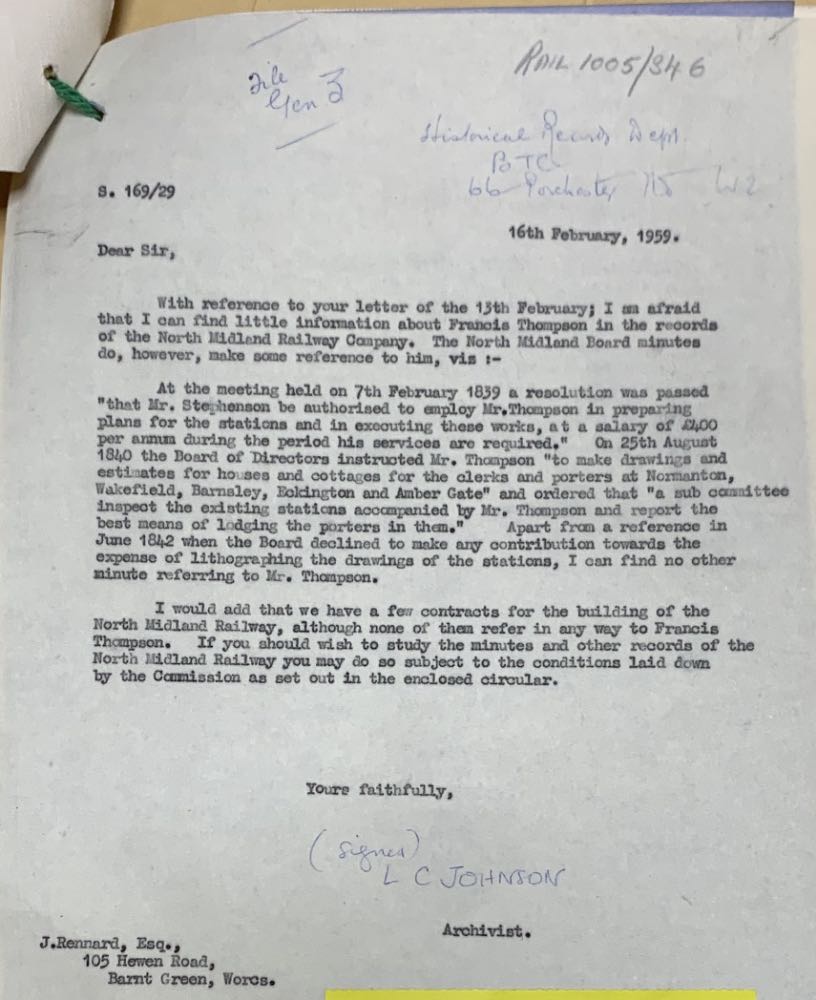 RAIL 1005/346
File
Gen 3
Historical Records Dept.
BTC
66 Porchester Rd W2
S. 169/29
16th February, 1959.
Dear Sir,
With reference to your letter of the 13th February; I am afraid
that I can find little information about Francis Thompson in the records
of the North Midland Railway Company. The North Midland Board minutes
do, however, make some reference to him, vis :-
At the meeting held on 7th February 1839 a resolution was passed
"that Mr. Stephenson be authorised to employ Mr.Thompson in preparing
plans for the stations and in executing these works, at a salary of £400
per annum during the period his services are required." On 25th August
1840 the Board of Directors instructed Mr. Thompson "to make drawings and
estimates for houses and cottages for the clerks and porters at Normanton,
Wakefield, Barnsley, Eckington and Amber Gate" and ordered that "a sub committee
inspect the existing stations accompanied by Mr. Thompson and report the
best means of lodging the porters in them." Apart from a reference in
June 1842 when the Board declined to make any contribution towards the
expense of lithographing the drawings of the stations, I can find no other
minute referring to Mr. Thompson.
I would add that we have a few contracts for the building of the
North Midland Railway, although none of them refer in any way to Francis
Thompson. If you should wish to study the minutes and other records of the
North Midland Railway you may do so subject to the conditions laid down
by the Commission as set out in the enclosed circular.
Yours faithfully,
(signed)
L C JOHNSON
Archivist.
J.Rennard, Esq.,
105 Hewen Road,
Barnt Green, Worcs.